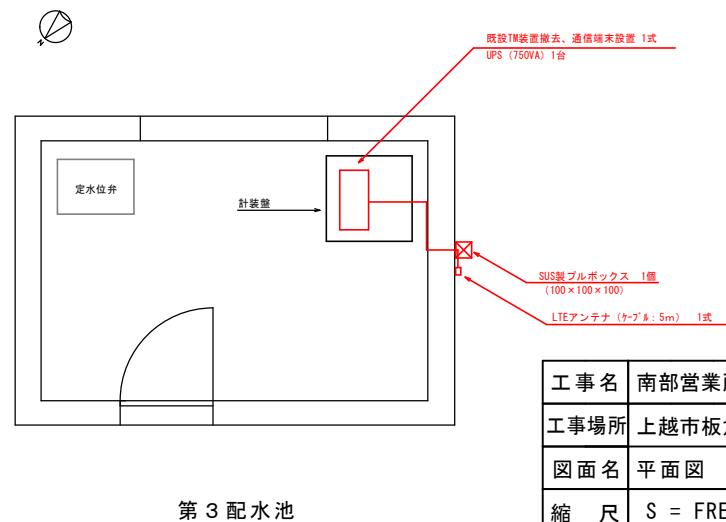 N
既設TM装置撤去、通信端末設置 1式
UPS (750VA) 1台
定水位弁
計装盤
SUS製プルボックス 1個
(100×100×100)
LTEアンテナ (ケーブル:5m) 1式
工事名 南部営業
工事場所 上越市板
図面名 平面図
縮 尺 S = FRE
第3配水池